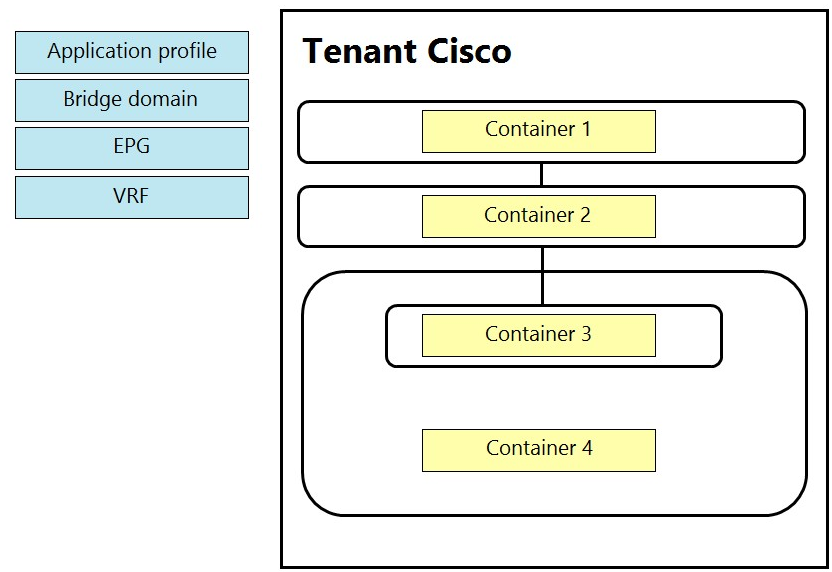 Application profile
Bridge domain
EPG
VRF
Tenant Cisco
Container 1
Container 2
Container 3
Container 4